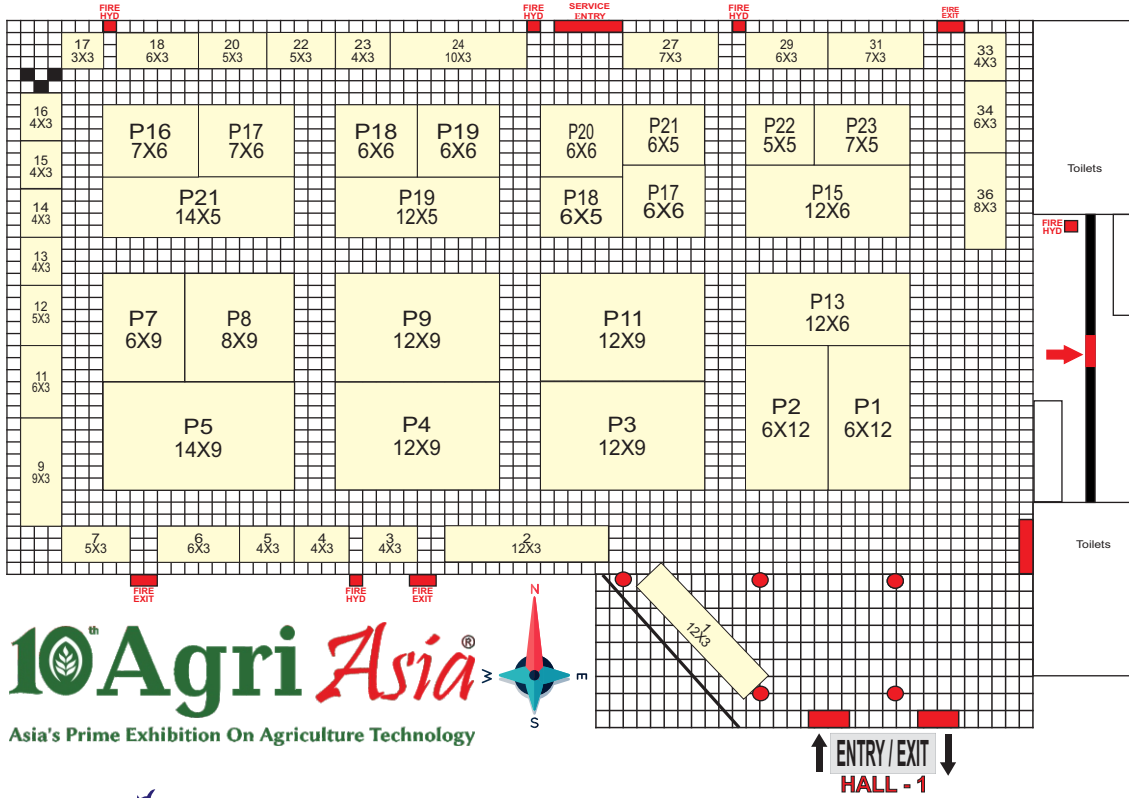 FIRE
HYD
FIRE
HYD
SERVICE
ENTRY
FIRE
HYD
FIRE
EXIT
17
3X3
18
6X3
20
5X3
22
5X3
23
4X3
24
10X3
27
7X3
29
6X3
31
7X3
33
4X3
34
6X3
36
8X3
16
4X3
15
4X3
14
4X3
13
4X3
12
5X3
11
6X3
9
9X3
P16
7X6
P17
7X6
P18
6X6
P19
6X6
P20
6X6
P21
6X5
P22
5X5
P23
7X5
P21
14X5
P19
12X5
P18
6X5
P17
6X6
P15
12X6
Toilets
FIRE
HYD
P7
6X9
P8
8X9
P9
12X9
P11
12X9
P13
12X6
P5
14X9
P4
12X9
P3
12X9
P2
6X12
P1
6X12
7
5X3
6
6X3
5
4X3
4
4X3
3
4X3
2
12X3
Toilets
FIRE
EXIT
FIRE
HYD
FIRE
EXIT
1
12X3
N
W
E
S
10th Agri Asia®
Asia's Prime Exhibition On Agriculture Technology
ENTRY / EXIT
HALL - 1